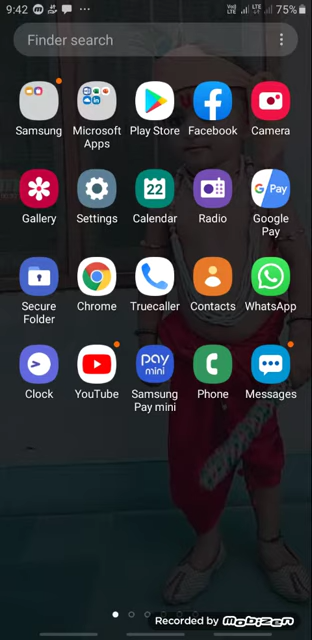 9:42
75%
Finder search
Samsung
Microsoft Apps
Play Store
Facebook
Camera
Gallery
Settings
22
Calendar
Radio
G Pay
Google Pay
Secure Folder
Chrome
Truecaller
Contacts
WhatsApp
Clock
YouTube
pay mini
Samsung Pay mini
Phone
Messages
Recorded by MOBIZEN